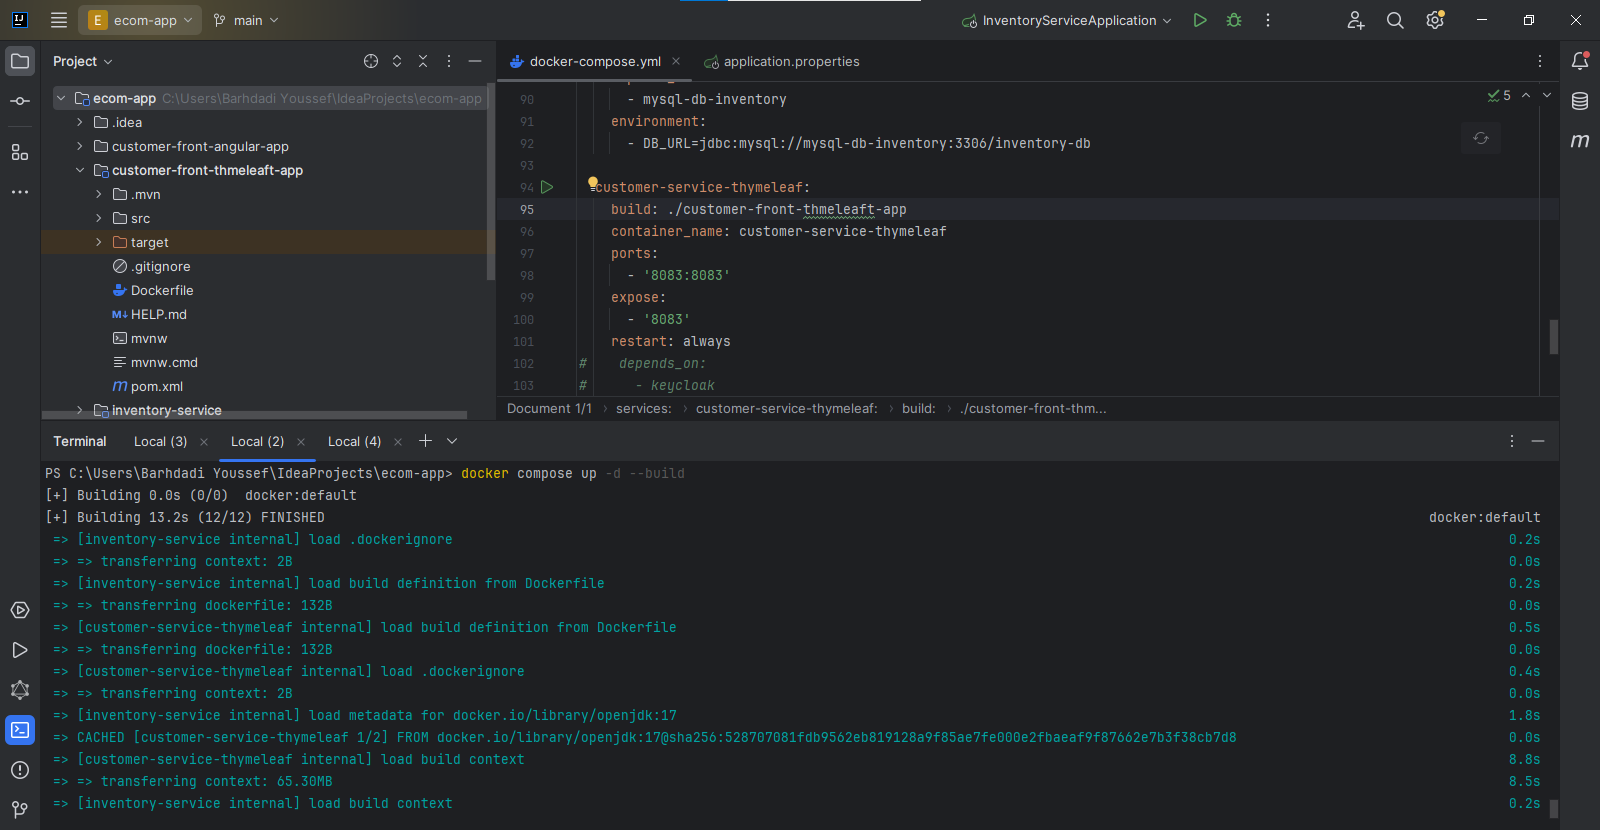 E ecom-app main InventoryServiceApplication
Project
ecom-app C:\Users\Barhdadi Youssef\IdeaProjects\ecom-app
.idea
customer-front-angular-app
customer-front-thmeleaft-app
.mvn
src
target
.gitignore
Dockerfile
HELP.md
mvnw
mvnw.cmd
pom.xml
inventory-service
docker-compose.yml application.properties
5
90 - mysql-db-inventory
91 environment:
92 - DB_URL=jdbc:mysql://mysql-db-inventory:3306/inventory-db
93
94 customer-service-thymeleaf:
95 build: ./customer-front-thmeleaft-app
96 container_name: customer-service-thymeleaf
97 ports:
98 - '8083:8083'
99 expose:
100 - '8083'
101 restart: always
102 # depends_on:
103 # - keycloak
Document 1/1 › services: › customer-service-thymeleaf: › build: › ./customer-front-thm...
Terminal Local (3) Local (2) Local (4)
PS C:\Users\Barhdadi Youssef\IdeaProjects\ecom-app> docker compose up -d --build
[+] Building 0.0s (0/0) docker:default
[+] Building 13.2s (12/12) FINISHED docker:default
=> [inventory-service internal] load .dockerignore 0.2s
=> => transferring context: 2B 0.0s
=> [inventory-service internal] load build definition from Dockerfile 0.2s
=> => transferring dockerfile: 132B 0.0s
=> [customer-service-thymeleaf internal] load build definition from Dockerfile 0.5s
=> => transferring dockerfile: 132B 0.0s
=> [customer-service-thymeleaf internal] load .dockerignore 0.4s
=> => transferring context: 2B 0.0s
=> [inventory-service internal] load metadata for docker.io/library/openjdk:17 1.8s
=> CACHED [customer-service-thymeleaf 1/2] FROM docker.io/library/openjdk:17@sha256:528707081fdb9562eb819128a9f85ae7fe000e2fbaeaf9f87662e7b3f38cb7d8 0.0s
=> [customer-service-thymeleaf internal] load build context 8.8s
=> => transferring context: 65.30MB 8.5s
=> [inventory-service internal] load build context 0.2s